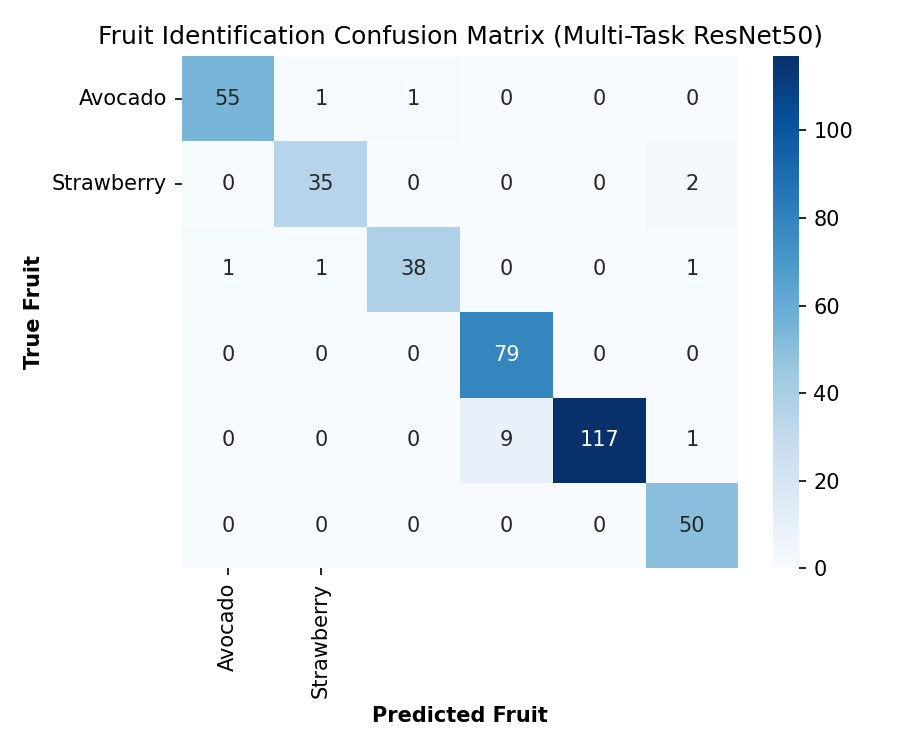 Fruit Identification Confusion Matrix (Multi-Task ResNet50)
Avocado 55 1 1 0 0 0
Strawberry 0 35 0 0 0 2
1 1 38 0 0 1
0 0 0 79 0 0
0 0 0 9 117 1
0 0 0 0 0 50
True Fruit
Avocado
Strawberry
Predicted Fruit
100
80
60
40
20
0